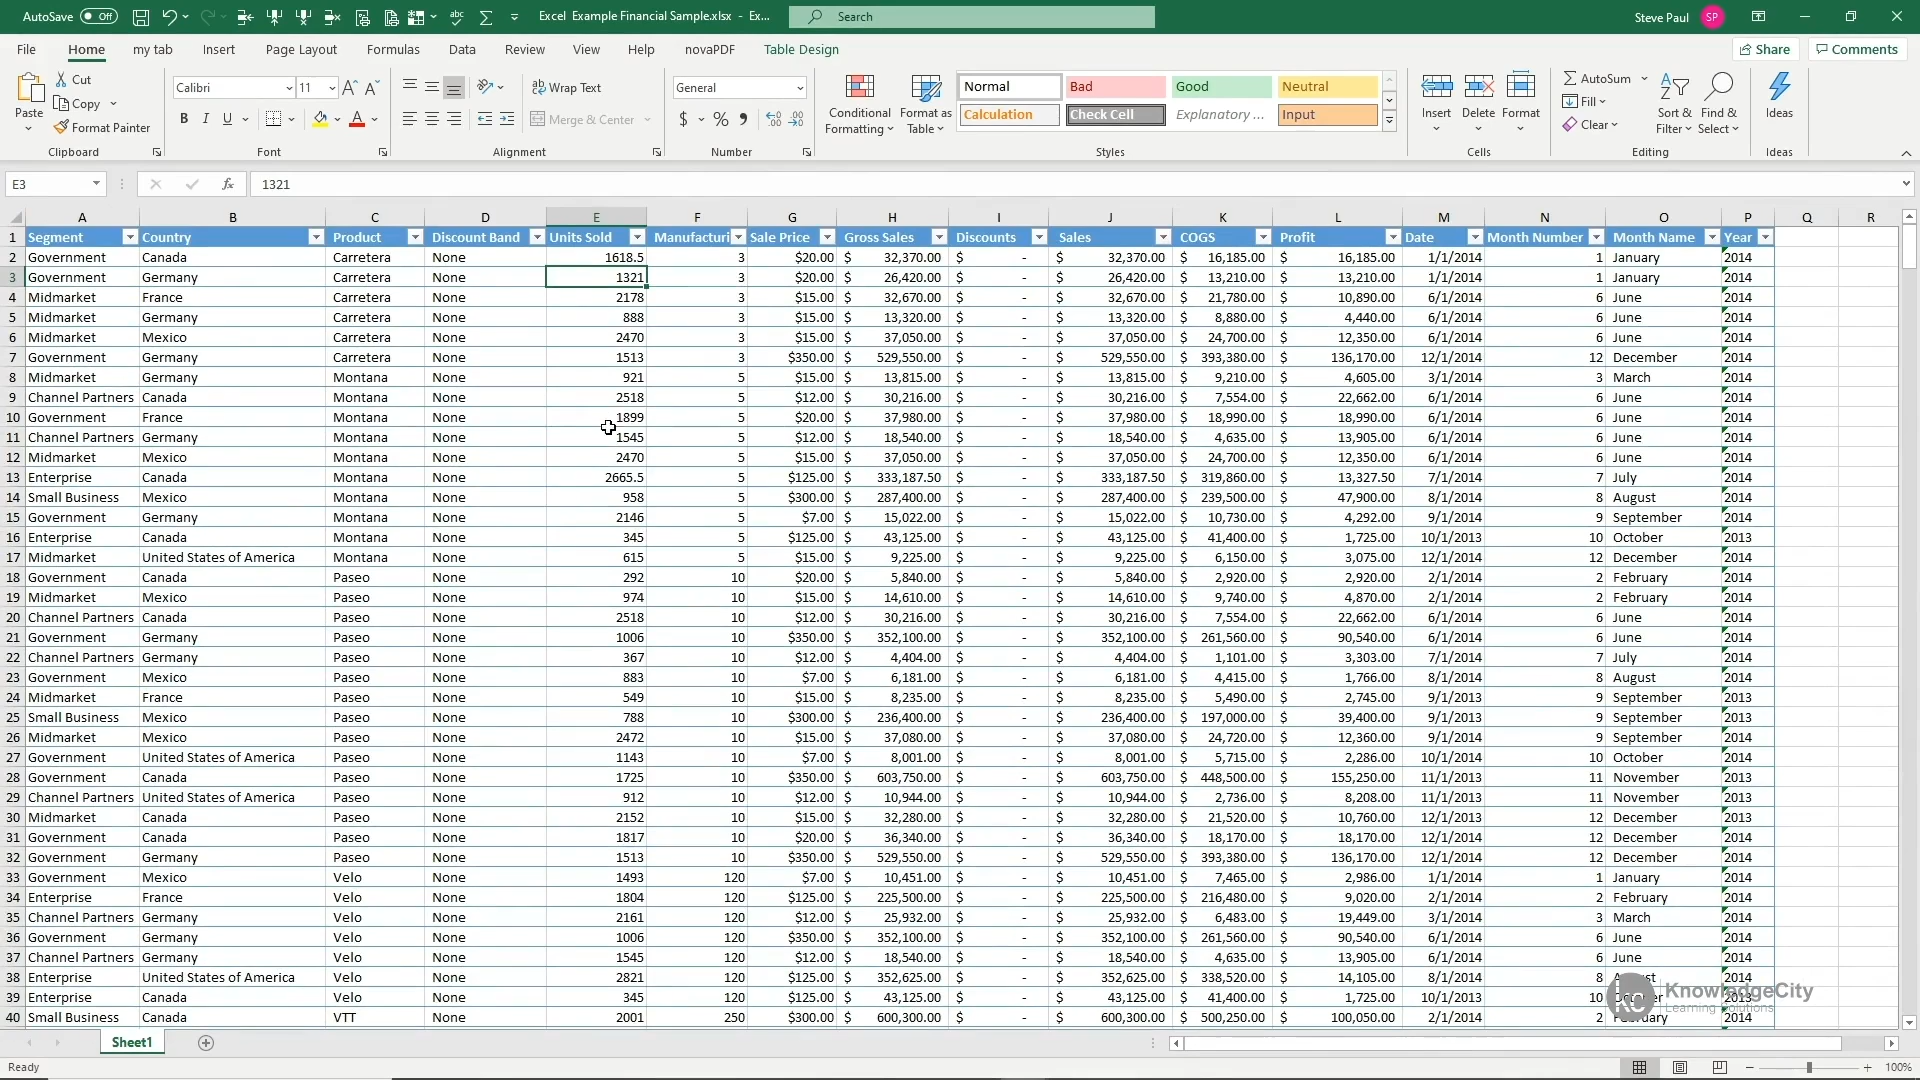 AutoSave Off Excel Example Financial Sample.xlsx - Ex... Search Steve Paul SP
File Home my tab Insert Page Layout Formulas Data Review View Help novaPDF Table Design Share Comments
Paste Cut Copy Format Painter Clipboard
Calibri 11 B I U A Font
Wrap Text Merge & Center Alignment
General $ % Number
Conditional Formatting Format as Table Normal Bad Good Neutral Calculation Check Cell Explanatory ... Input Styles
Insert Delete Format Cells
AutoSum Fill Clear Sort & Filter Find & Select Editing
Ideas Ideas
E3 fx 1321
A B C D E F G H I J K L M N O P Q R
1 Segment Country Product Discount Band Units Sold Manufacturi Sale Price Gross Sales Discounts Sales COGS Profit Date Month Number Month Name Year
2 Government Canada Carretera None 1618.5 3 $20.00 $ 32,370.00 $ - $ 32,370.00 $ 16,185.00 $ 16,185.00 1/1/2014 1 January 2014
3 Government Germany Carretera None 1321 3 $20.00 $ 26,420.00 $ - $ 26,420.00 $ 13,210.00 $ 13,210.00 1/1/2014 1 January 2014
4 Midmarket France Carretera None 2178 3 $15.00 $ 32,670.00 $ - $ 32,670.00 $ 21,780.00 $ 10,890.00 6/1/2014 6 June 2014
5 Midmarket Germany Carretera None 888 3 $15.00 $ 13,320.00 $ - $ 13,320.00 $ 8,880.00 $ 4,440.00 6/1/2014 6 June 2014
6 Midmarket Mexico Carretera None 2470 3 $15.00 $ 37,050.00 $ - $ 37,050.00 $ 24,700.00 $ 12,350.00 6/1/2014 6 June 2014
7 Government Germany Carretera None 1513 3 $350.00 $ 529,550.00 $ - $ 529,550.00 $ 393,380.00 $ 136,170.00 12/1/2014 12 December 2014
8 Midmarket Germany Montana None 921 5 $15.00 $ 13,815.00 $ - $ 13,815.00 $ 9,210.00 $ 4,605.00 3/1/2014 3 March 2014
9 Channel Partners Canada Montana None 2518 5 $12.00 $ 30,216.00 $ - $ 30,216.00 $ 7,554.00 $ 22,662.00 6/1/2014 6 June 2014
10 Government France Montana None 1899 5 $20.00 $ 37,980.00 $ - $ 37,980.00 $ 18,990.00 $ 18,990.00 6/1/2014 6 June 2014
11 Channel Partners Germany Montana None 1545 5 $12.00 $ 18,540.00 $ - $ 18,540.00 $ 4,635.00 $ 13,905.00 6/1/2014 6 June 2014
12 Midmarket Mexico Montana None 2470 5 $15.00 $ 37,050.00 $ - $ 37,050.00 $ 24,700.00 $ 12,350.00 6/1/2014 6 June 2014
13 Enterprise Canada Montana None 2665.5 5 $125.00 $ 333,187.50 $ - $ 333,187.50 $ 319,860.00 $ 13,327.50 7/1/2014 7 July 2014
14 Small Business Mexico Montana None 958 5 $300.00 $ 287,400.00 $ - $ 287,400.00 $ 239,500.00 $ 47,900.00 8/1/2014 8 August 2014
15 Government Germany Montana None 2146 5 $7.00 $ 15,022.00 $ - $ 15,022.00 $ 10,730.00 $ 4,292.00 9/1/2014 9 September 2014
16 Enterprise Canada Montana None 345 5 $125.00 $ 43,125.00 $ - $ 43,125.00 $ 41,400.00 $ 1,725.00 10/1/2013 10 October 2013
17 Midmarket United States of America Montana None 615 5 $15.00 $ 9,225.00 $ - $ 9,225.00 $ 6,150.00 $ 3,075.00 12/1/2014 12 December 2014
18 Government Canada Paseo None 292 10 $20.00 $ 5,840.00 $ - $ 5,840.00 $ 2,920.00 $ 2,920.00 2/1/2014 2 February 2014
19 Midmarket Mexico Paseo None 974 10 $15.00 $ 14,610.00 $ - $ 14,610.00 $ 9,740.00 $ 4,870.00 2/1/2014 2 February 2014
20 Channel Partners Canada Paseo None 2518 10 $12.00 $ 30,216.00 $ - $ 30,216.00 $ 7,554.00 $ 22,662.00 6/1/2014 6 June 2014
21 Government Germany Paseo None 1006 10 $350.00 $ 352,100.00 $ - $ 352,100.00 $ 261,560.00 $ 90,540.00 6/1/2014 6 June 2014
22 Channel Partners Germany Paseo None 367 10 $12.00 $ 4,404.00 $ - $ 4,404.00 $ 1,101.00 $ 3,303.00 7/1/2014 7 July 2014
23 Government Mexico Paseo None 883 10 $7.00 $ 6,181.00 $ - $ 6,181.00 $ 4,415.00 $ 1,766.00 8/1/2014 8 August 2014
24 Midmarket France Paseo None 549 10 $15.00 $ 8,235.00 $ - $ 8,235.00 $ 5,490.00 $ 2,745.00 9/1/2013 9 September 2013
25 Small Business Mexico Paseo None 788 10 $300.00 $ 236,400.00 $ - $ 236,400.00 $ 197,000.00 $ 39,400.00 9/1/2013 9 September 2013
26 Midmarket Mexico Paseo None 2472 10 $15.00 $ 37,080.00 $ - $ 37,080.00 $ 24,720.00 $ 12,360.00 9/1/2014 9 September 2014
27 Government United States of America Paseo None 1143 10 $7.00 $ 8,001.00 $ - $ 8,001.00 $ 5,715.00 $ 2,286.00 10/1/2014 10 October 2014
28 Government Canada Paseo None 1725 10 $350.00 $ 603,750.00 $ - $ 603,750.00 $ 448,500.00 $ 155,250.00 11/1/2013 11 November 2013
29 Channel Partners United States of America Paseo None 912 10 $12.00 $ 10,944.00 $ - $ 10,944.00 $ 2,736.00 $ 8,208.00 11/1/2013 11 November 2013
30 Midmarket Canada Paseo None 2152 10 $15.00 $ 32,280.00 $ - $ 32,280.00 $ 21,520.00 $ 10,760.00 12/1/2013 12 December 2013
31 Government Canada Paseo None 1817 10 $20.00 $ 36,340.00 $ - $ 36,340.00 $ 18,170.00 $ 18,170.00 12/1/2014 12 December 2014
32 Government Germany Paseo None 1513 10 $350.00 $ 529,550.00 $ - $ 529,550.00 $ 393,380.00 $ 136,170.00 12/1/2014 12 December 2014
33 Government Mexico Velo None 1493 120 $7.00 $ 10,451.00 $ - $ 10,451.00 $ 7,465.00 $ 2,986.00 1/1/2014 1 January 2014
34 Enterprise France Velo None 1804 120 $125.00 $ 225,500.00 $ - $ 225,500.00 $ 216,480.00 $ 9,020.00 2/1/2014 2 February 2014
35 Channel Partners Germany Velo None 2161 120 $12.00 $ 25,932.00 $ - $ 25,932.00 $ 6,483.00 $ 19,449.00 3/1/2014 3 March 2014
36 Government Germany Velo None 1006 120 $350.00 $ 352,100.00 $ - $ 352,100.00 $ 261,560.00 $ 90,540.00 6/1/2014 6 June 2014
37 Channel Partners Germany Velo None 1545 120 $12.00 $ 18,540.00 $ - $ 18,540.00 $ 4,635.00 $ 13,905.00 6/1/2014 6 June 2014
38 Enterprise United States of America Velo None 2821 120 $125.00 $ 352,625.00 $ - $ 352,625.00 $ 338,520.00 $ 14,105.00 8/1/2014 8 August 2014
39 Enterprise Canada Velo None 345 120 $125.00 $ 43,125.00 $ - $ 43,125.00 $ 41,400.00 $ 1,725.00 10/1/2013 10 October 2013
40 Small Business Canada VTT None 2001 250 $300.00 $ 600,300.00 $ - $ 600,300.00 $ 500,250.00 $ 100,050.00 2/1/2014 2 February 2014
KC KnowledgeCity
Learning Solutions
Sheet1
Ready 100%